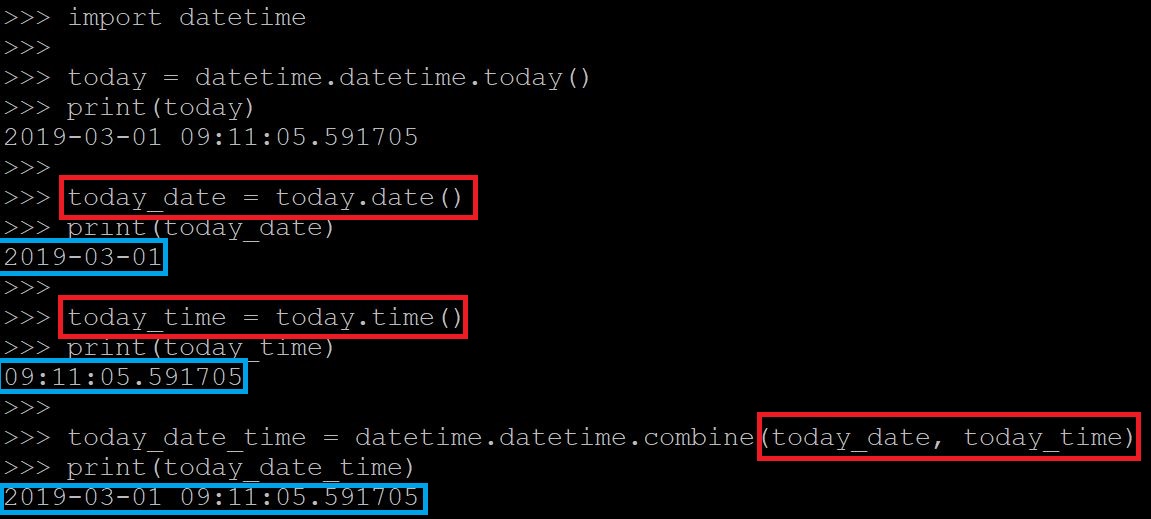 >>> import datetime
>>>
>>> today = datetime.datetime.today()
>>> print(today)
2019-03-01 09:11:05.591705
>>>
>>> today_date = today.date()
>>> print(today_date)
2019-03-01
>>>
>>> today_time = today.time()
>>> print(today_time)
09:11:05.591705
>>>
>>> today_date_time = datetime.datetime.combine(today_date, today_time)
>>> print(today_date_time)
2019-03-01 09:11:05.591705